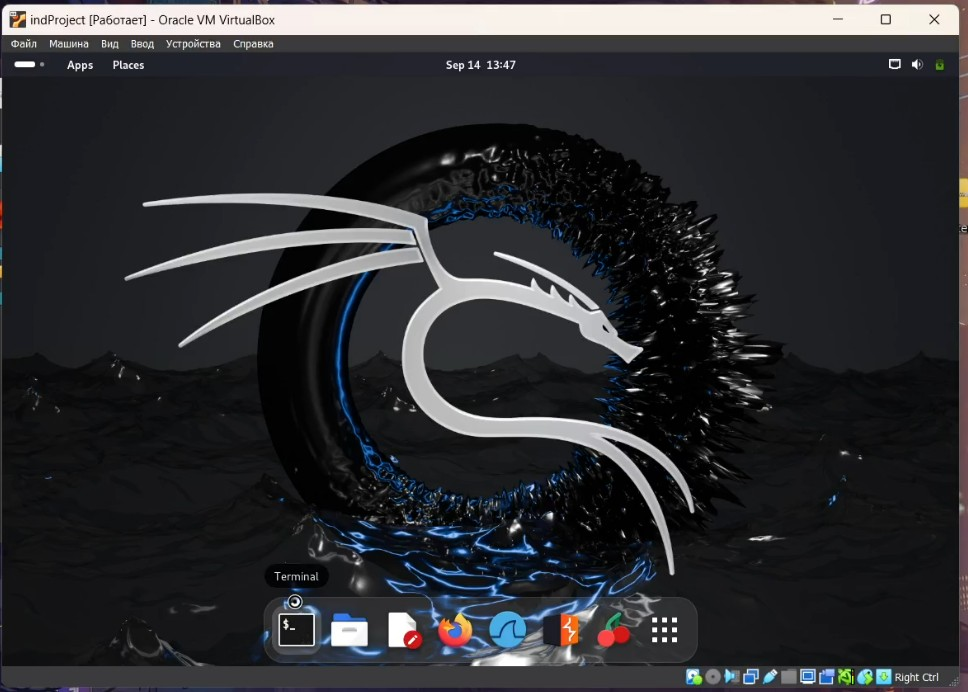 indProject [Работает] - Oracle VM VirtualBox
Файл Машина Вид Ввод Устройства Справка
Apps Places Sep 14 13:47
Terminal
$_
Right Ctrl